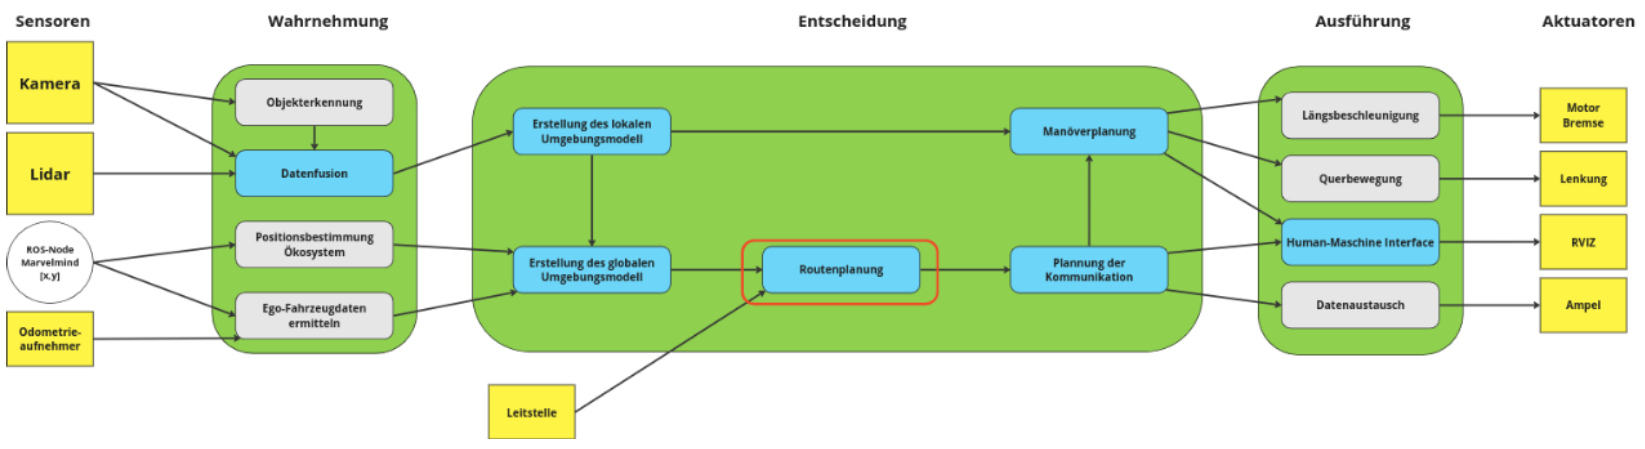 Sensoren
Wahrnehmung
Entscheidung
Ausführung
Aktuatoren
Kamera
Lidar
ROS-Node
Marvelmind
[x,y]
Odometrie-
aufnehmer
Objekterkennung
Datenfusion
Positionsbestimmung
Ökosystem
Ego-Fahrzeugdaten
ermitteln
Erstellung des lokalen
Umgebungsmodell
Erstellung des globalen
Umgebungsmodell
Routenplanung
Leitstelle
Manöverplanung
Plannung der
Kommunikation
Längsbeschleunigung
Querbewegung
Human-Maschine Interface
Datenaustausch
Motor
Bremse
Lenkung
RVIZ
Ampel